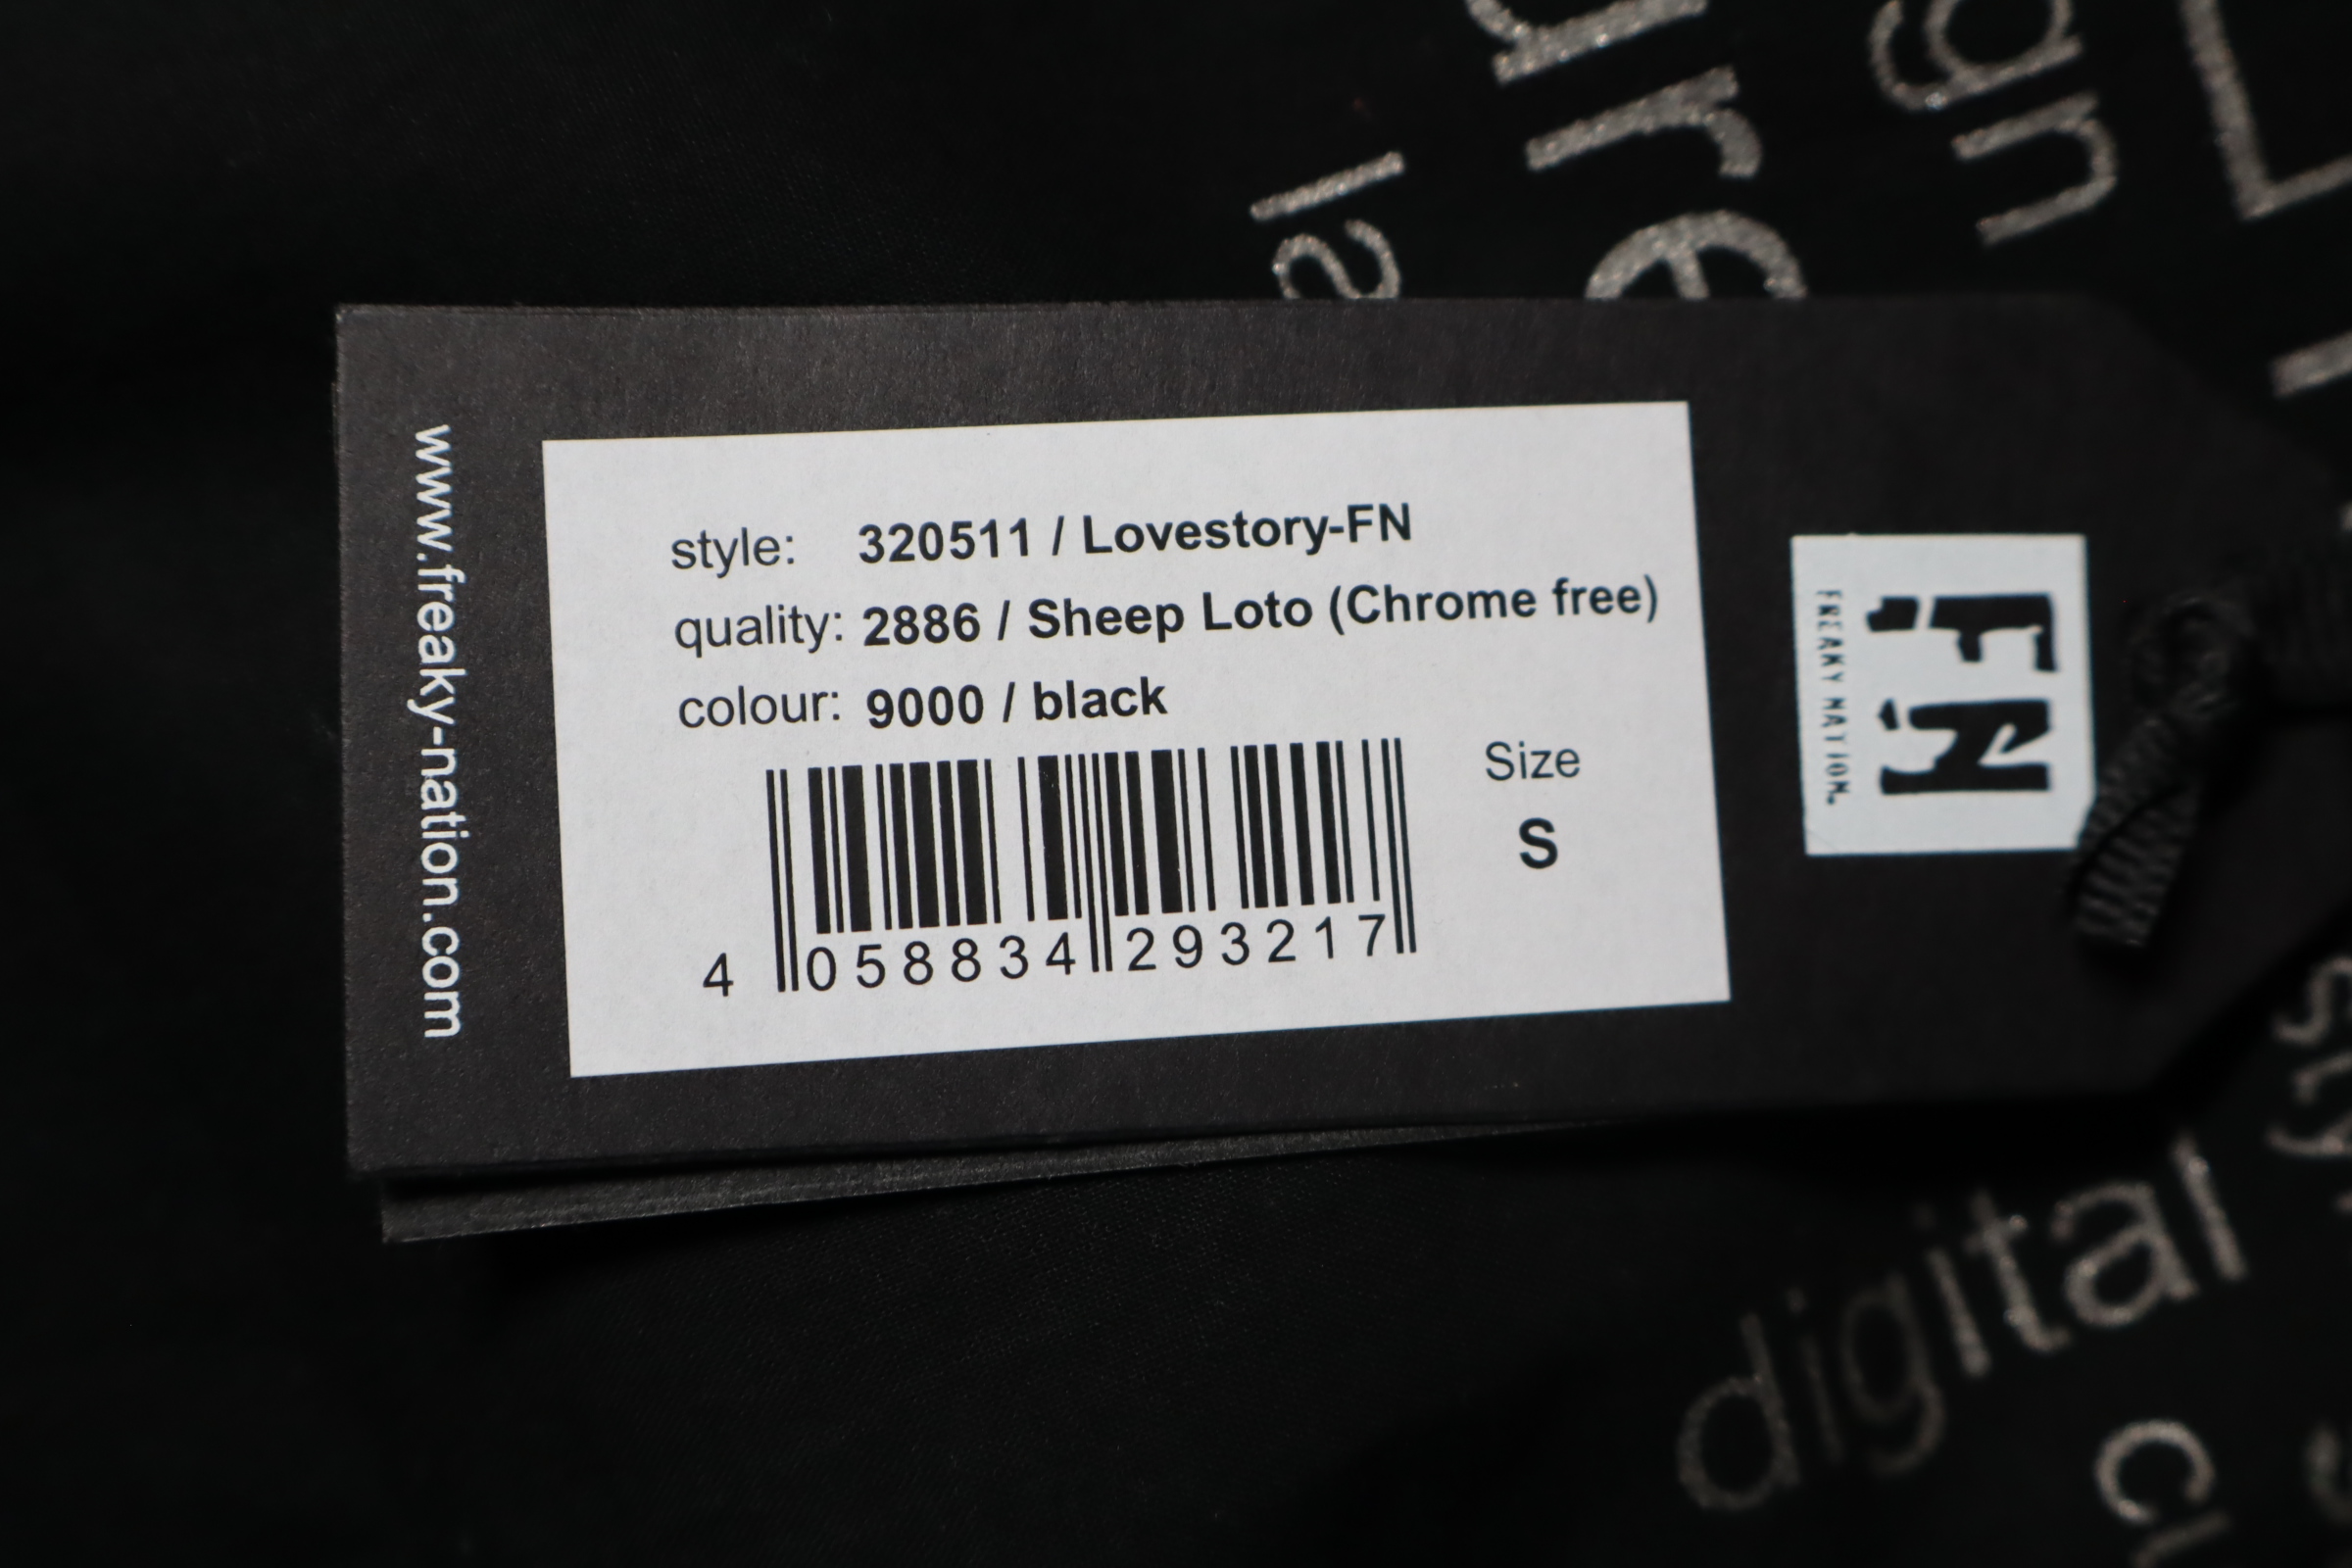 www.freaky-nation.com
style: 320511 / Lovestory-FN
quality: 2886 / Sheep Loto (Chrome free)
colour: 9000 / black
Size
S
4 058834 293217
FN
FREAKY NATION.
digital